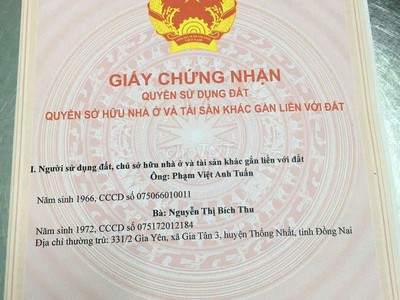 GIẤY CHỨNG NHẬN
QUYỀN SỬ DỤNG ĐẤT
QUYỀN SỞ HỮU NHÀ Ở VÀ TÀI SẢN KHÁC GẮN LIỀN VỚI ĐẤT
I. Người sử dụng đất, chủ sở hữu nhà ở và tài sản khác gắn liền với đất
Ông: Phạm Việt Anh Tuấn
Năm sinh 1966, CCCD số 075066010011
Bà: Nguyễn Thị Bích Thu
Năm sinh 1972, CCCD số 075172012184
Địa chỉ thường trú: 331/2 Gia Yên, xã Gia Tân 3, huyện Thống Nhất, tỉnh Đồng Nai